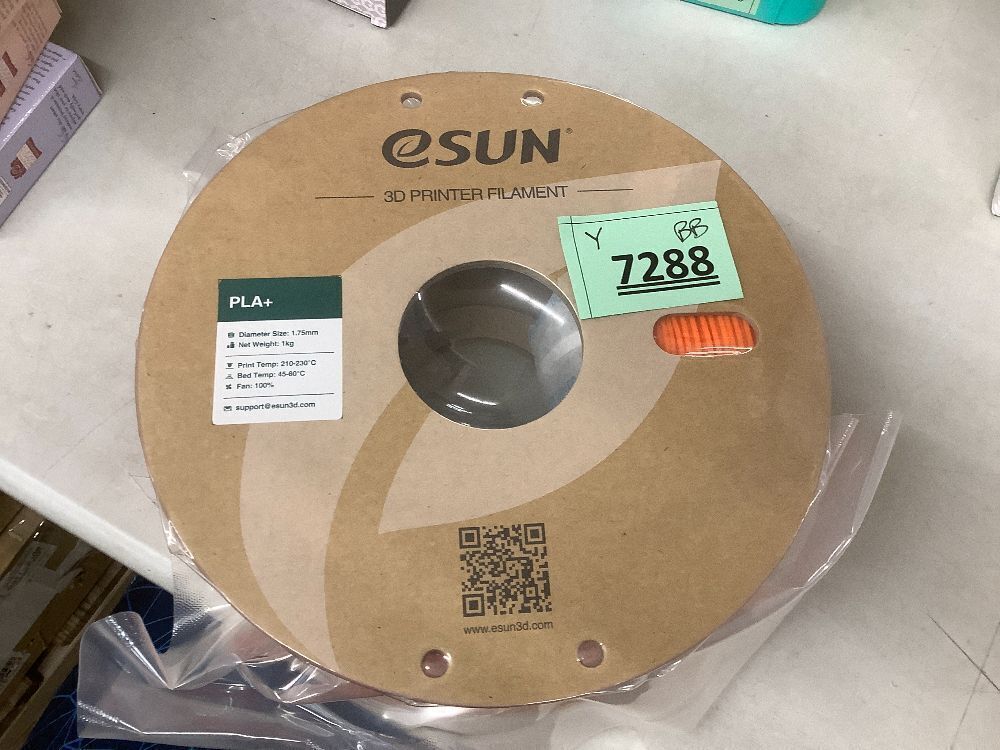 eSUN®
3D PRINTER FILAMENT
Y BB
7288
PLA+
Diameter Size: 1.75mm
Net Weight: 1kg
Print Temp: 210-230°C
Bed Temp: 45-60°C
Fan: 100%
support@esun3d.com
www.esun3d.com